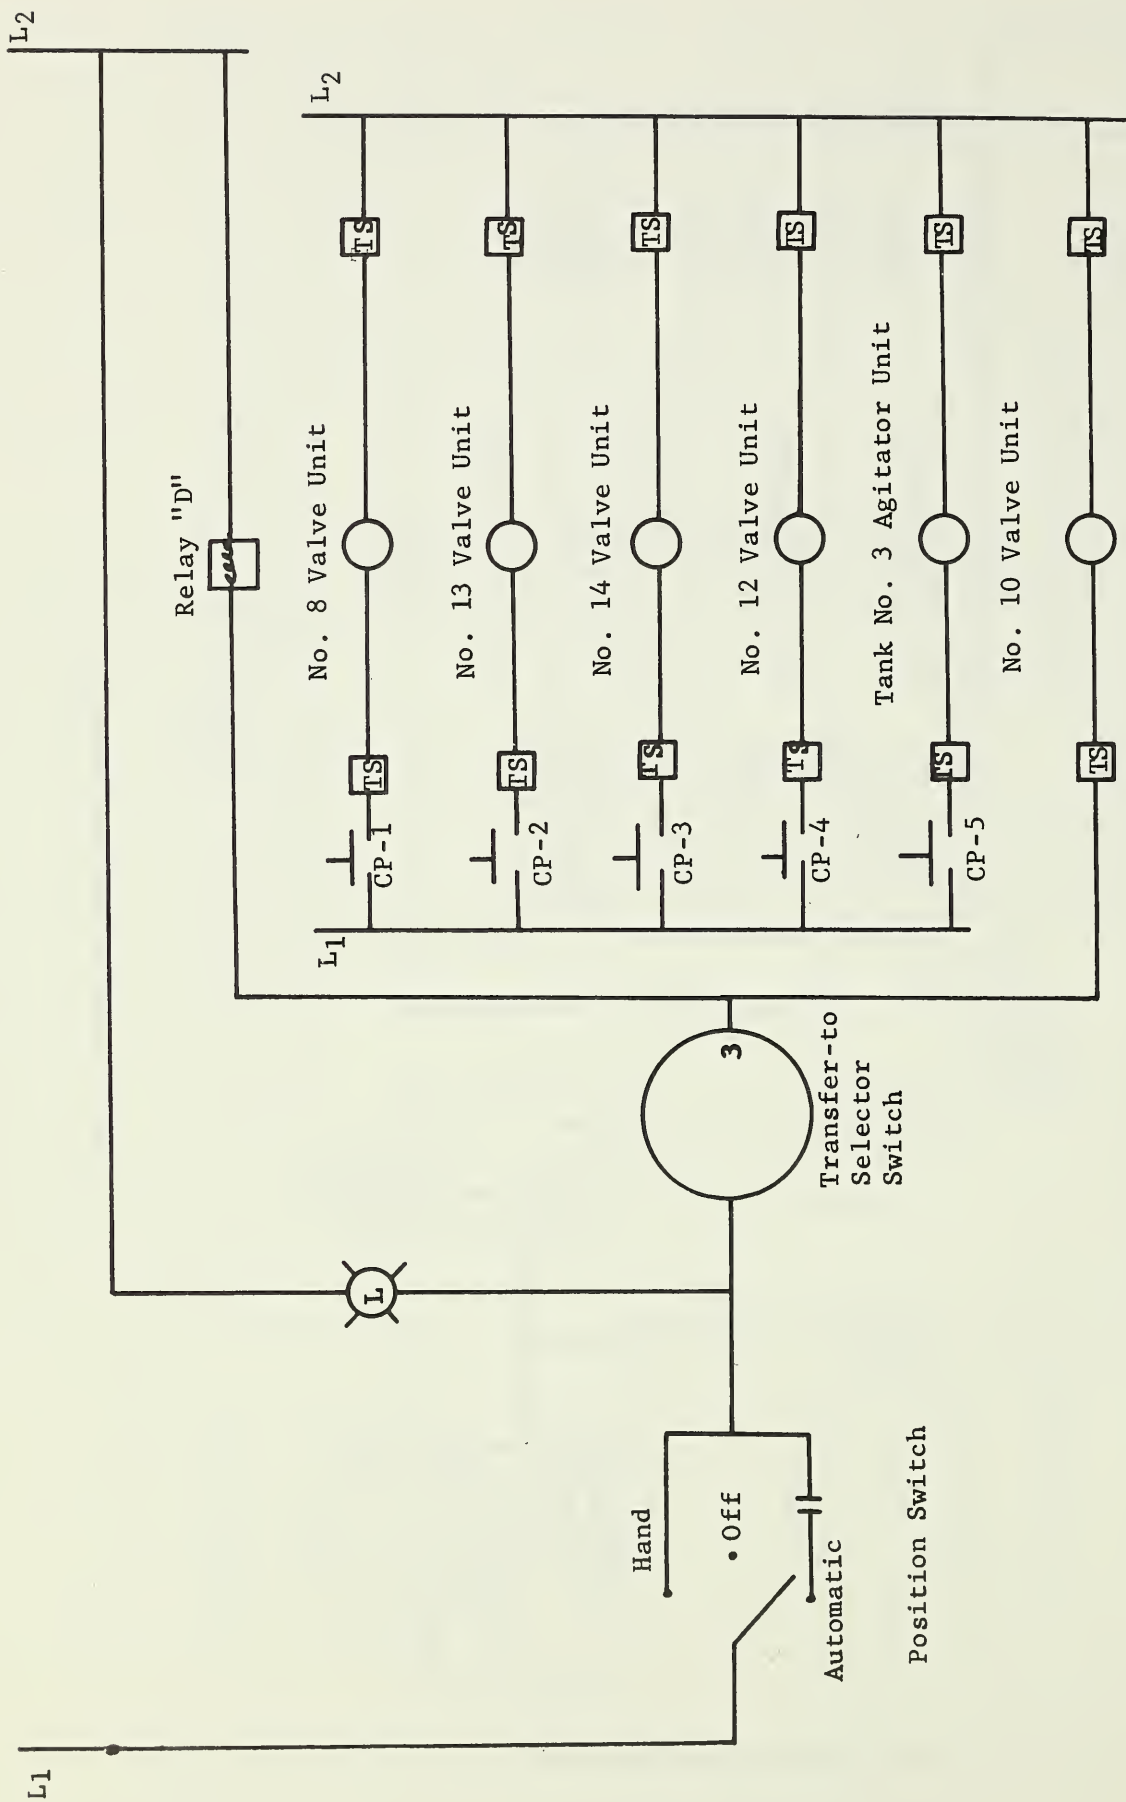 L2
Relay "D"
L2
No. 8 Valve Unit
TS
TS
CP-1
No. 13 Valve Unit
TS
TS
CP-2
No. 14 Valve Unit
TS
TS
CP-3
No. 12 Valve Unit
TS
TS
CP-4
Tank No. 3 Agitator Unit
TS
TS
CP-5
No. 10 Valve Unit
TS
TS
L1
3
Transfer-to
Selector
Switch
L
Hand
Off
Automatic
Position Switch
L1